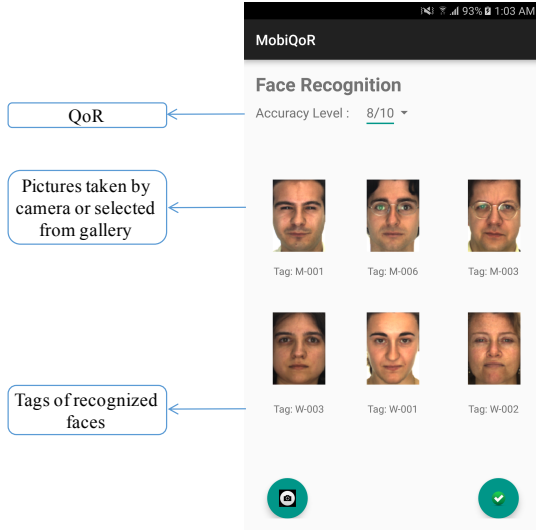 93% 1:03 AM
MobiQoR
Face Recognition
QoR
Accuracy Level : 8/10
Pictures taken by
camera or selected
from gallery
Tag: M-001 Tag: M-006 Tag: M-003
Tags of recognized
faces
Tag: W-003 Tag: W-001 Tag: W-002